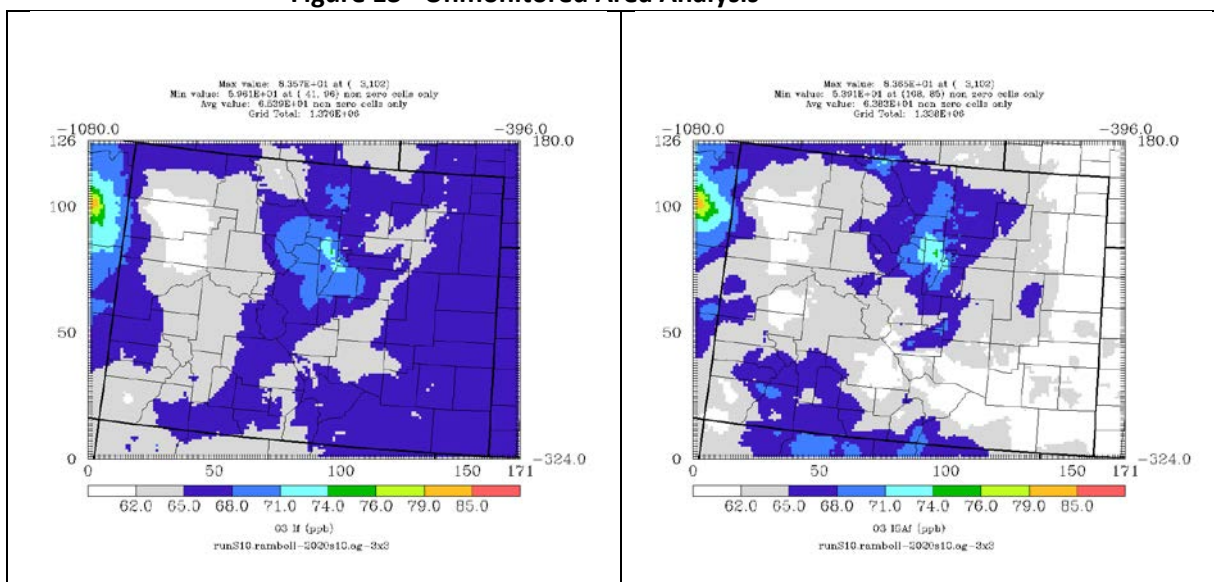 Figure 13 - Unmonitored Area Analysis
Max value: 8.357E+01 at ( 3,102)
Min value: 5.961E+01 at ( 41, 96) non zero cells only
Avg value: 6.539E+01 non zero cells only
Grid Total: 1.376E+06
-1080.0 -396.0
126 180.0
100
50
0 -324.0
0 50 100 150 171
62.0 65.0 68.0 71.0 74.0 76.0 79.0 82.0 85.0
O3 If (ppb)
runS10.ramboll-2020s10.og-3x3
Max value: 8.365E+01 at ( 3,102)
Min value: 5.391E+01 at (168, 85) non zero cells only
Avg value: 6.382E+01 non zero cells only
Grid Total: 1.338E+06
-1080.0 -396.0
126 180.0
100
50
0 -324.0
0 50 100 150 171
62.0 65.0 68.0 71.0 74.0 76.0 79.0 82.0 85.0
runS10.ramboll-2020s10.og-3x3